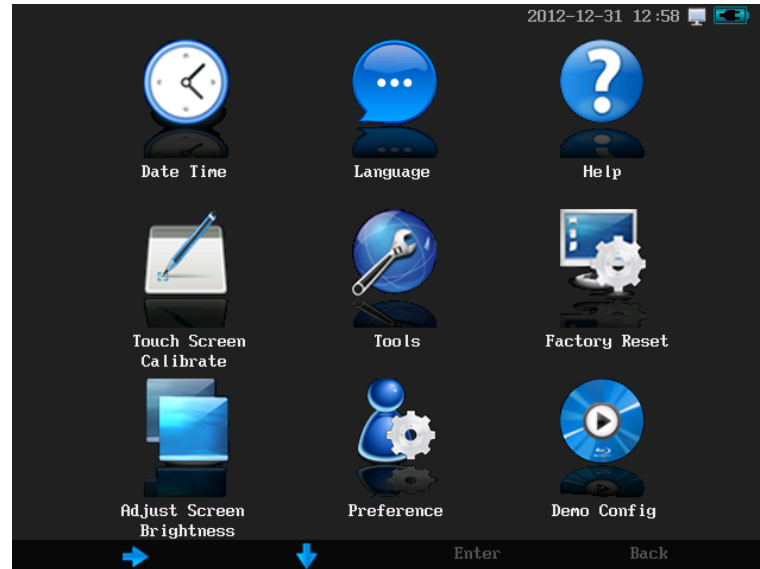 2012-12-31 12:58
Date Time
Language
Help
Touch Screen
Calibrate
Tools
Factory Reset
Adjust Screen
Brightness
Preference
Demo Config
Enter
Back